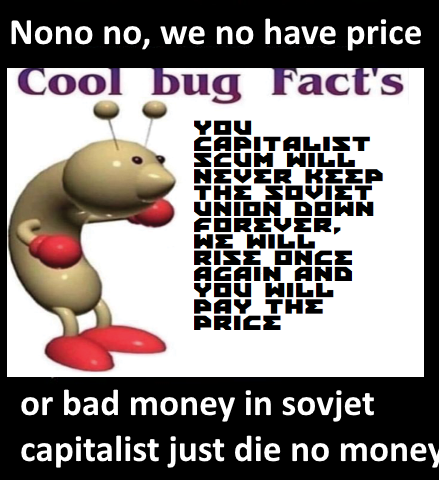 Nono no, we no have price
Cool bug Fact's
YOU
CAPITALIST
SCUM WILL
NEVER KEEP
THE SOVIET
UNION DOWN
FOREVER,
WE WILL
RISE ONCE
AGAIN AND
YOU WILL
PAY THE
PRICE
or bad money in sovjet
capitalist just die no money